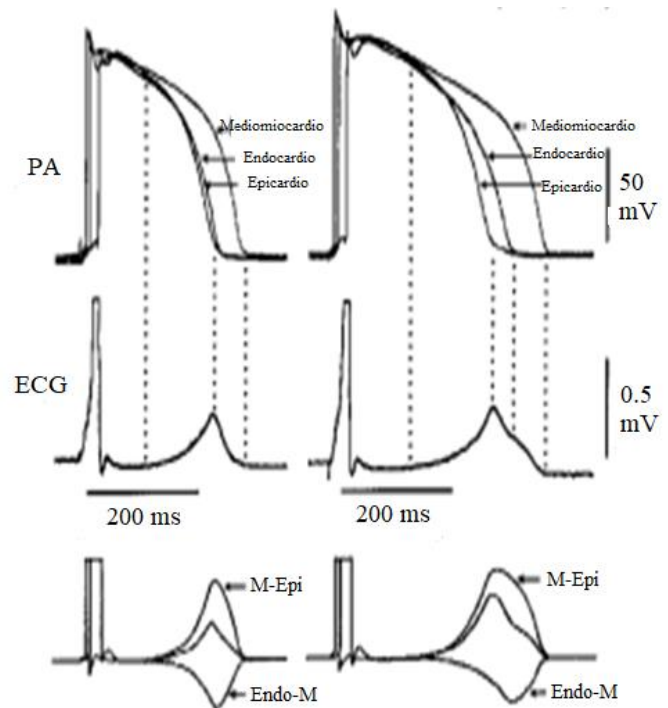 Mediomiocardio
Endocardio
Epicardio
Mediomiocardio
Endocardio
Epicardio
PA
50
mV
ECG
0.5
mV
200 ms
200 ms
M-Epi
Endo-M
M-Epi
Endo-M